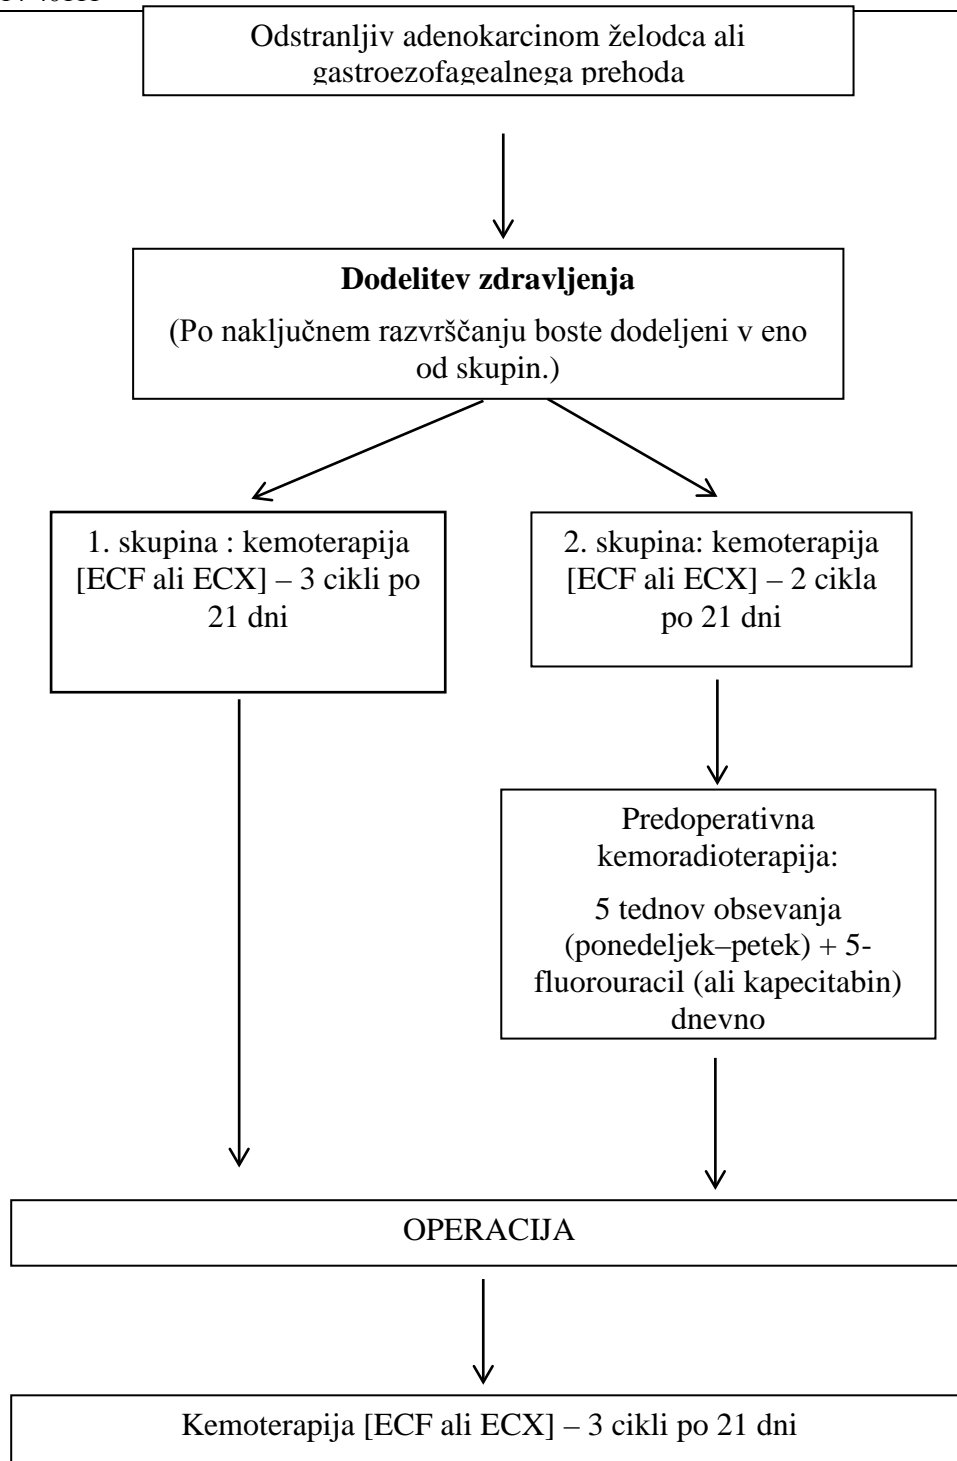 Odstranljiv adenokarcinom želodca ali
gastroezofagealnega prehoda
Dodelitev zdravljenja
(Po naključnem razvrščanju boste dodeljeni v eno
od skupin.)
1. skupina : kemoterapija
[ECF ali ECX] – 3 cikli po
21 dni
2. skupina: kemoterapija
[ECF ali ECX] – 2 cikla
po 21 dni
Predoperativna
kemoradioterapija:
5 tednov obsevanja
(ponedeljek–petek) + 5-
fluorouracil (ali kapecitabin)
dnevno
OPERACIJA
Kemoterapija [ECF ali ECX] – 3 cikli po 21 dni